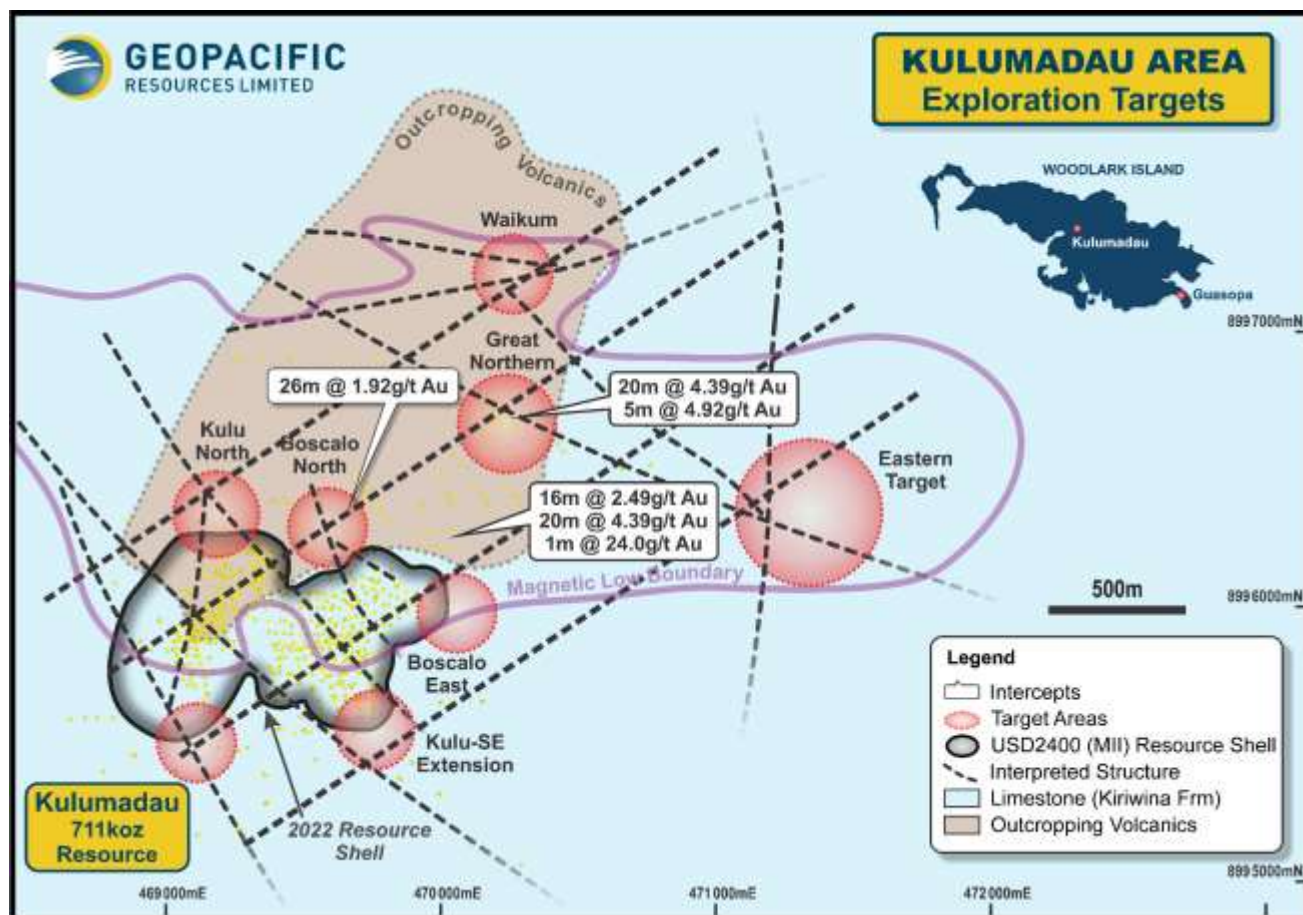 GEOPACIFIC
RESOURCES LIMITED
KULUMADAU AREA
Exploration Targets
Outcropping Volcanics
WOODLARK ISLAND
Kulumadau
Guasopa
Waikum
8997000mN
Great
Northern
26m @ 1.92g/t Au
20m @ 4.39g/t Au
5m @ 4.92g/t Au
Kulu
North
Boscalo
North
Eastern
Target
16m @ 2.49g/t Au
20m @ 4.39g/t Au
1m @ 24.0g/t Au
Magnetic Low Boundary
500m
8996000mN
Boscalo
East
Kulu-SE
Extension
Legend
Intercepts
Target Areas
USD2400 (MII) Resource Shell
Interpreted Structure
Limestone (Kiriwina Frm)
Outcropping Volcanics
Kulumadau
711koz
Resource
2022 Resource
Shell
8995000mN
469000mE
470000mE
471000mE
472000mE